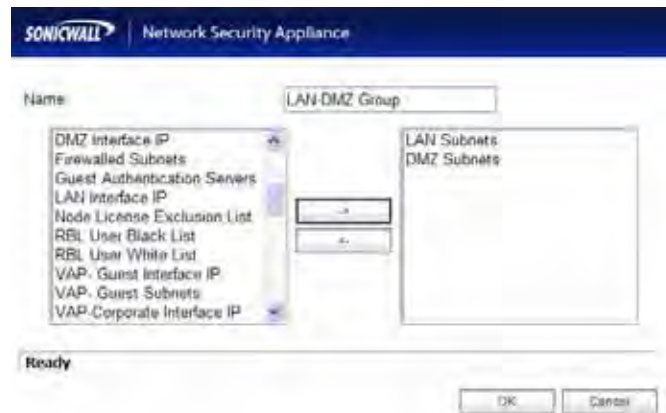 SONICWALL | Network Security Appliance
Name: LAN-DMZ Group
DMZ Interface IP
Firewalled Subnets
Guest Authentication Servers
LAN Interface IP
Node License Exclusion List
RBL User Black List
RBL User White List
VAP- Guest Interface IP
VAP- Guest Subnets
VAP-Corporate Interface IP
->
<-
LAN Subnets
DMZ Subnets
Ready
OK Cancel